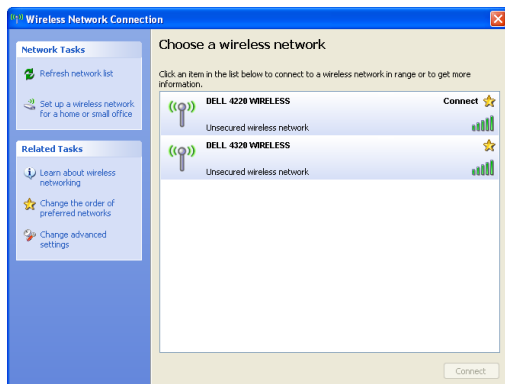 Wireless Network Connection
Network Tasks
Refresh network list
Set up a wireless network
for a home or small office
Related Tasks
Learn about wireless
networking
Change the order of
preferred networks
Change advanced
settings
Choose a wireless network
Click an item in the list below to connect to a wireless network in range or to get more
information.
DELL 4220 WIRELESS
Connect
Unsecured wireless network
DELL 4320 WIRELESS
Unsecured wireless network
Connect